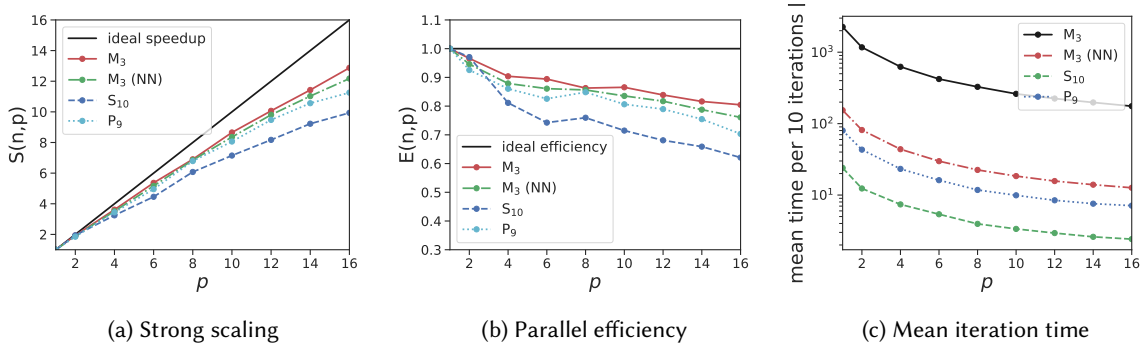 16
14
12
10
8
6
4
2
S(n,p)
ideal speedup
M₃
M₃ (NN)
S₁₀
P₉
2 4 6 8 10 12 14 16
p
(a) Strong scaling
1.1
1.0
0.9
0.8
0.7
0.6
0.5
0.4
0.3
E(n,p)
ideal efficiency
M₃
M₃ (NN)
S₁₀
P₉
2 4 6 8 10 12 14 16
p
(b) Parallel efficiency
10³
10²
10¹
mean time per 10 iterations
M₃
M₃ (NN)
S₁₀
P₉
2 4 6 8 10 12 14 16
p
(c) Mean iteration time